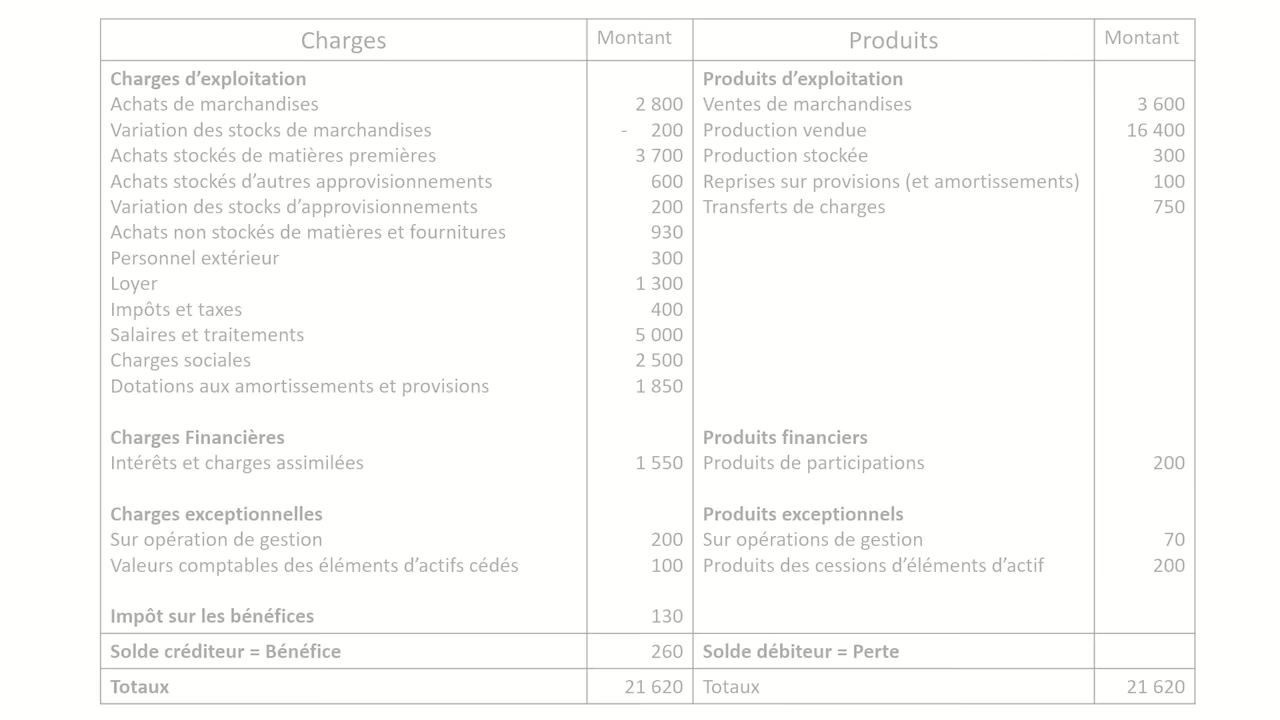 Charges Montant Produits Montant
Charges d’exploitation Produits d’exploitation
Achats de marchandises 2 800 Ventes de marchandises 3 600
Variation des stocks de marchandises - 200 Production vendue 16 400
Achats stockés de matières premières 3 700 Production stockée 300
Achats stockés d’autres approvisionnements 600 Reprises sur provisions (et amortissements) 100
Variation des stocks d’approvisionnements 200 Transferts de charges 750
Achats non stockés de matières et fournitures 930
Personnel extérieur 300
Loyer 1 300
Impôts et taxes 400
Salaires et traitements 5 000
Charges sociales 2 500
Dotations aux amortissements et provisions 1 850
Charges Financières Produits financiers
Intérêts et charges assimilées 1 550 Produits de participations 200
Charges exceptionnelles Produits exceptionnels
Sur opération de gestion 200 Sur opérations de gestion 70
Valeurs comptables des éléments d’actifs cédés 100 Produits des cessions d’éléments d’actif 200
Impôt sur les bénéfices 130
Solde créditeur = Bénéfice 260 Solde débiteur = Perte
Totaux 21 620 Totaux 21 620